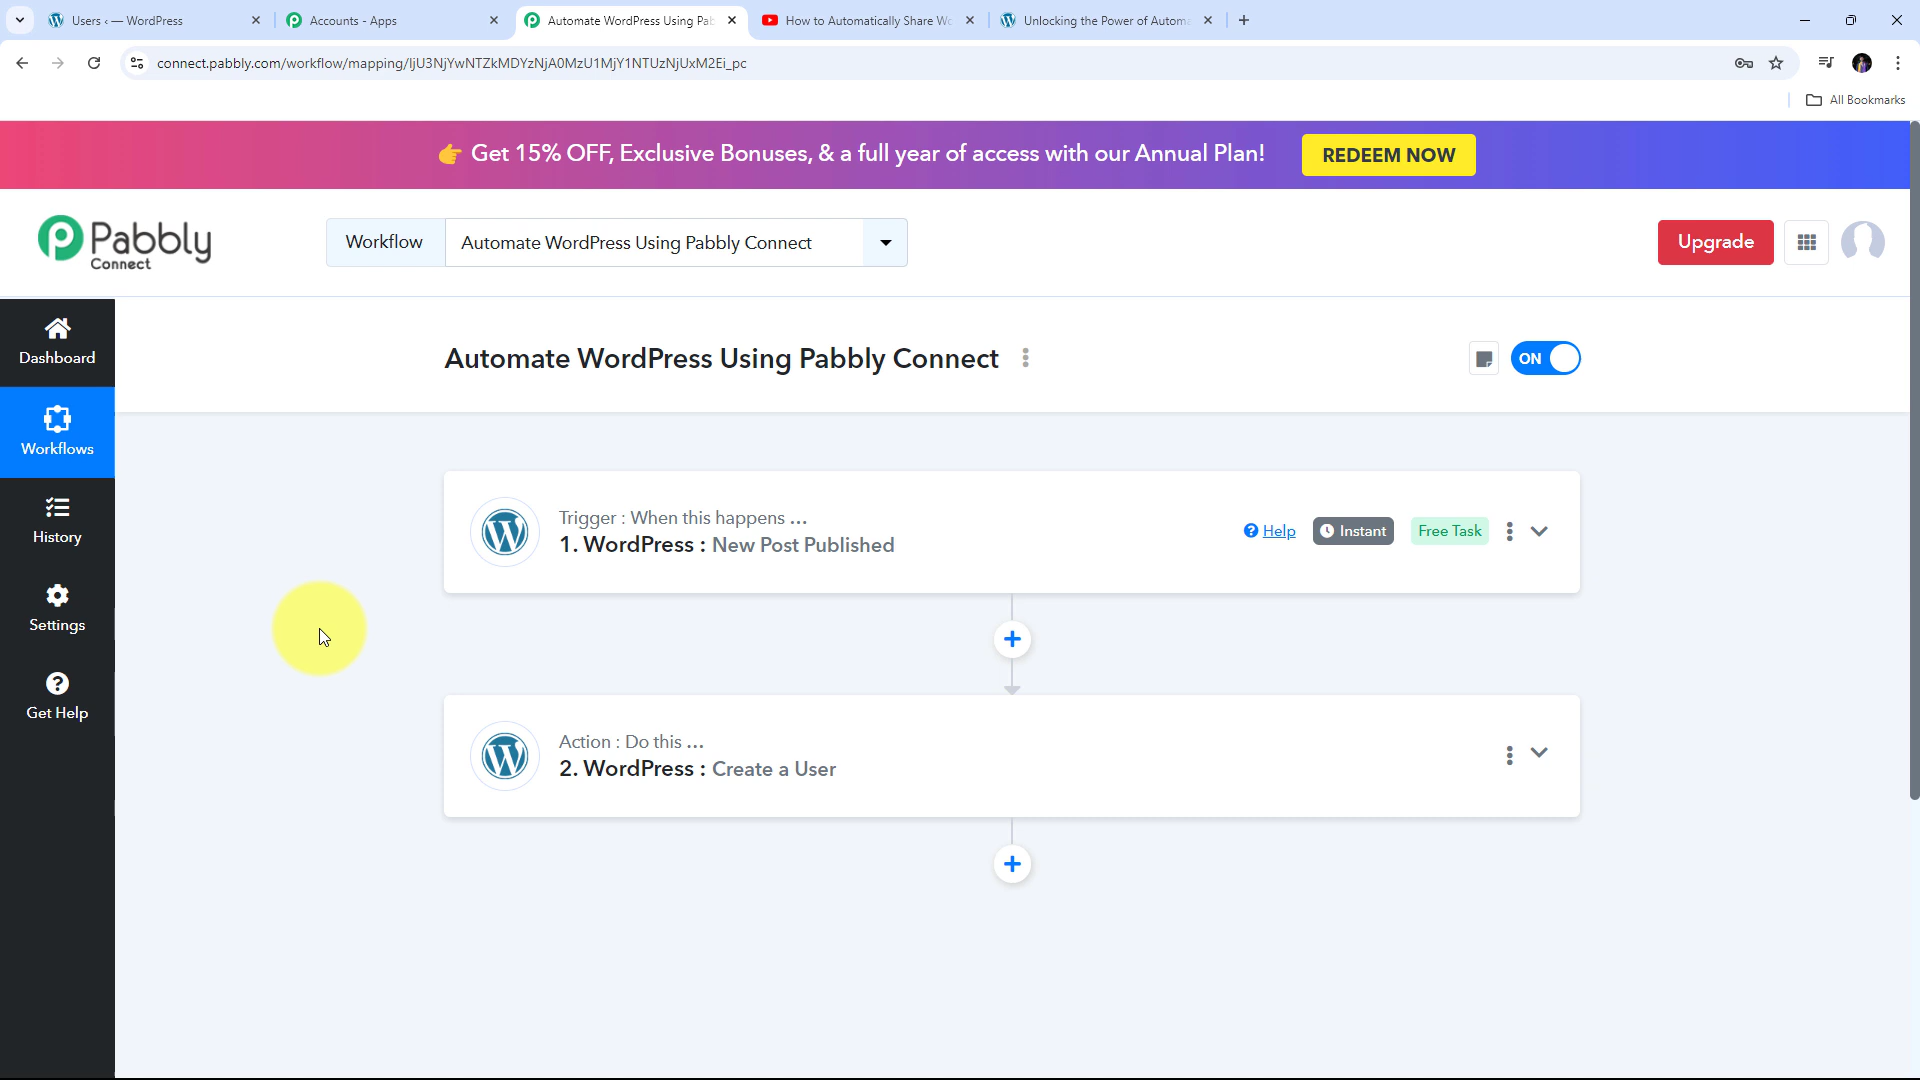 Users ‹ — WordPress
Accounts - Apps
Automate WordPress Using Pab
How to Automatically Share Wo
Unlocking the Power of Automa
connect.pabbly.com/workflow/mapping/IjU3NjYwNTZkMDYzNjA0MzU1MjY1NTUzNjUxM2Ei_pc
All Bookmarks
Get 15% OFF, Exclusive Bonuses, & a full year of access with our Annual Plan!
REDEEM NOW
Pabbly
Connect
Workflow
Automate WordPress Using Pabbly Connect
Upgrade
Dashboard
Workflows
History
Settings
Get Help
Automate WordPress Using Pabbly Connect
ON
Trigger : When this happens ...
1. WordPress : New Post Published
Help
Instant
Free Task
Action : Do this ...
2. WordPress : Create a User